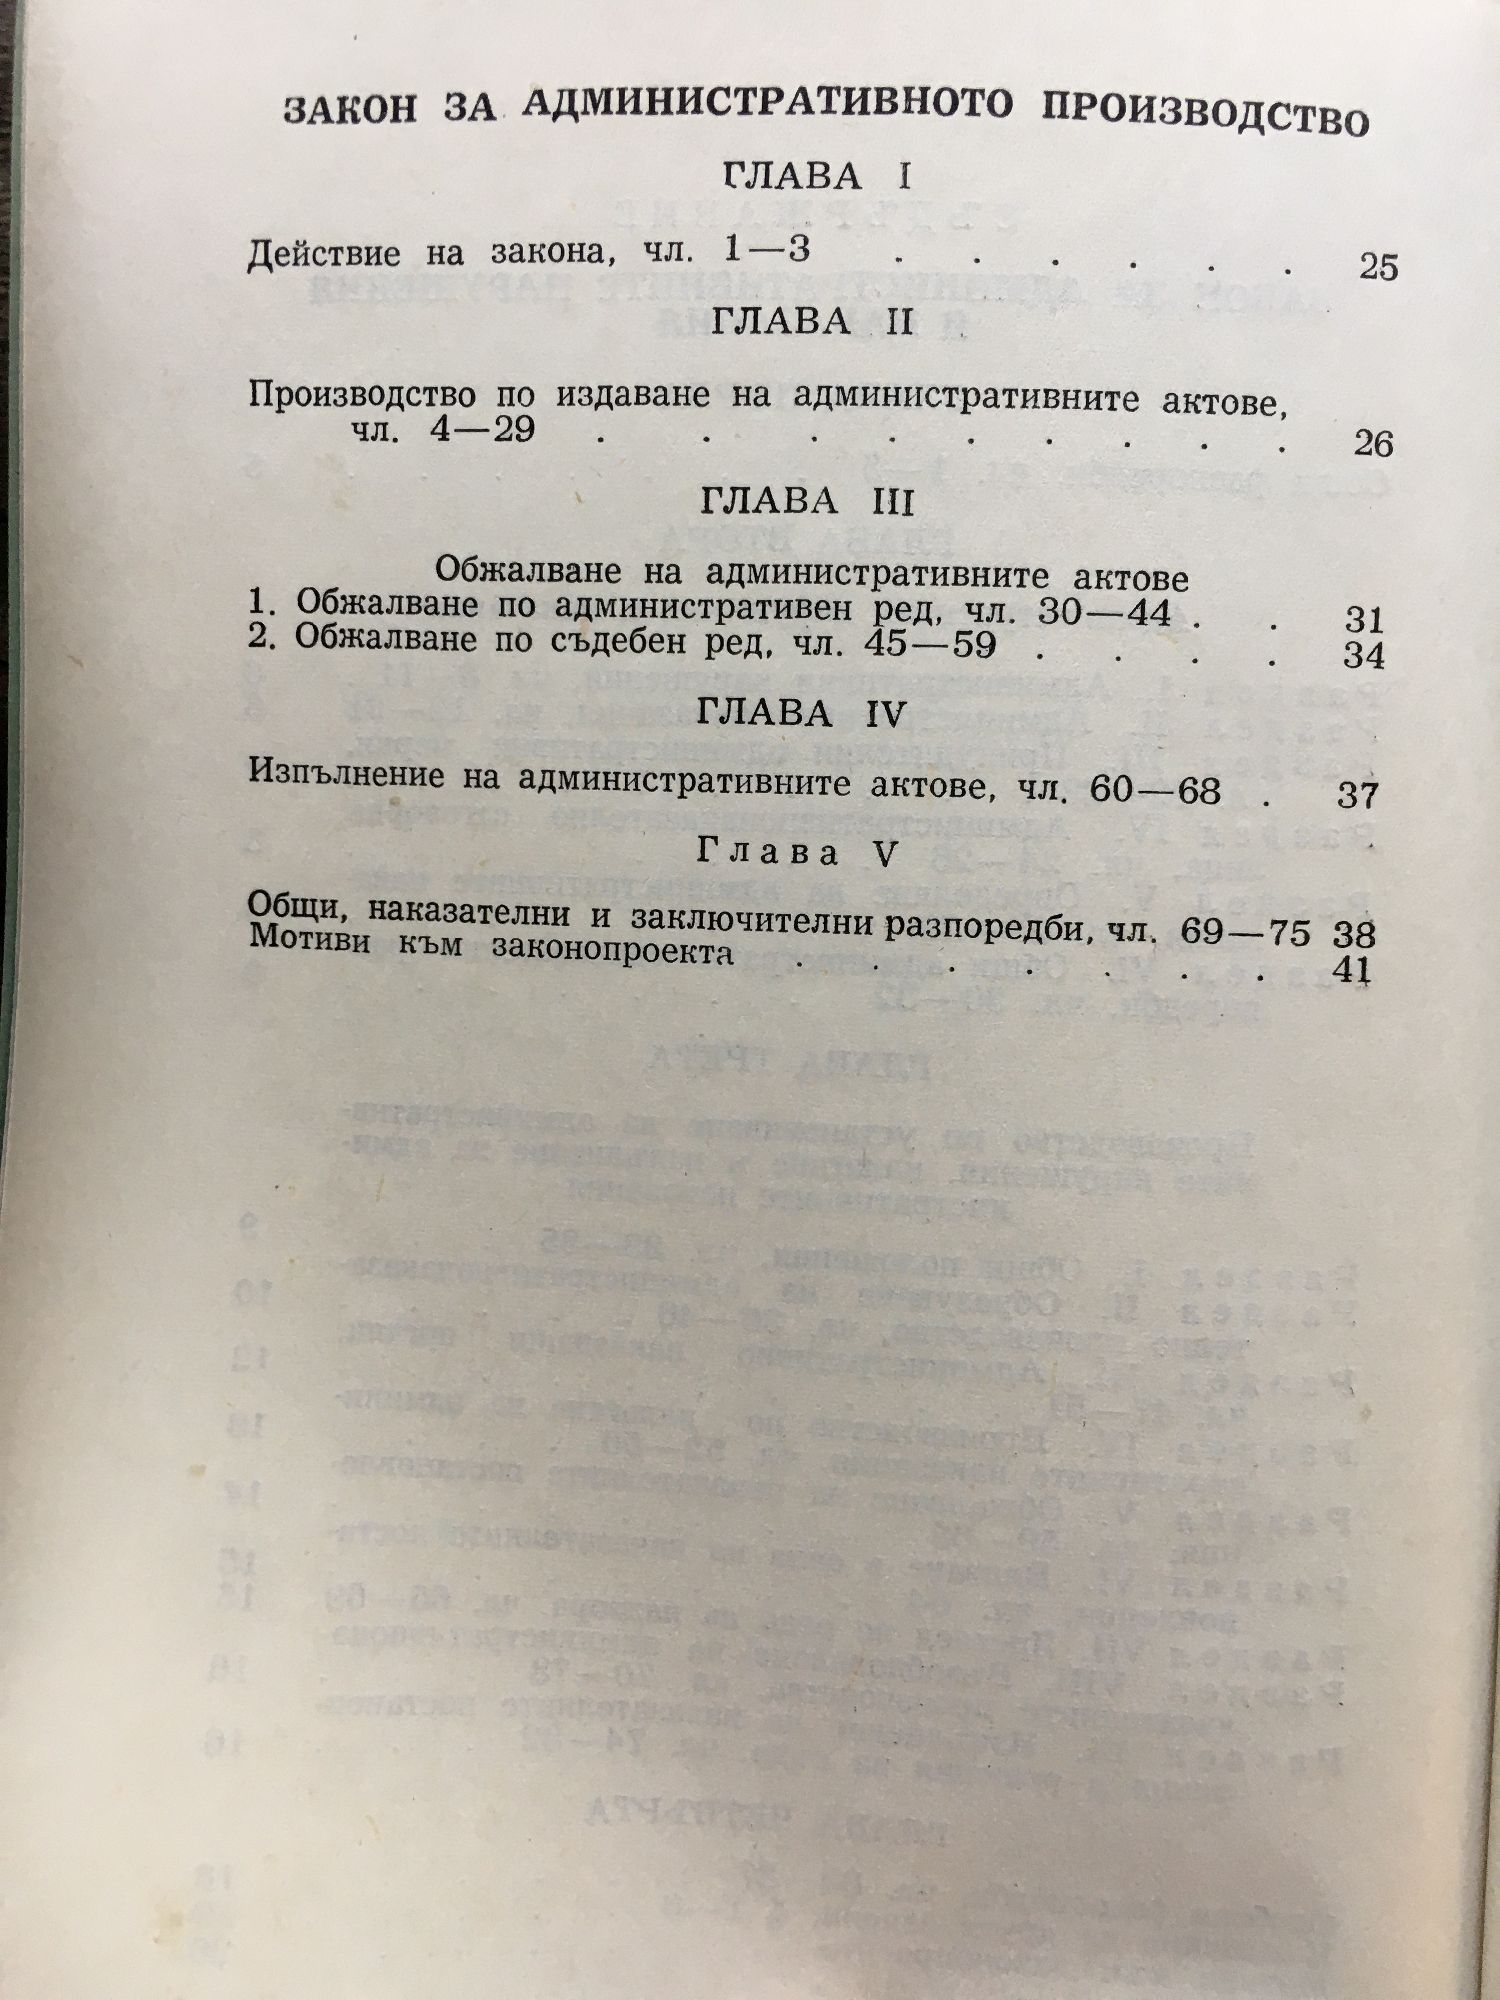 ЗАКОН ЗА АДМИНИСТРАТИВНОТО ПРОИЗВОДСТВО
ГЛАВА I
Действие на закона, чл. 1—3 . . . . . . 25
ГЛАВА II
Производство по издаване на административните актове,
чл. 4—29 . . . . . . . . . 26
ГЛАВА III
Обжалване на административните актове
1. Обжалване по административен ред, чл. 30—44 . . 31
2. Обжалване по съдебен ред, чл. 45—59 . . . . 34
ГЛАВА IV
Изпълнение на административните актове, чл. 60—68 . 37
Глава V
Общи, наказателни и заключителни разпоредби, чл. 69—75 38
Мотиви към законопроекта . . . . . . . 41